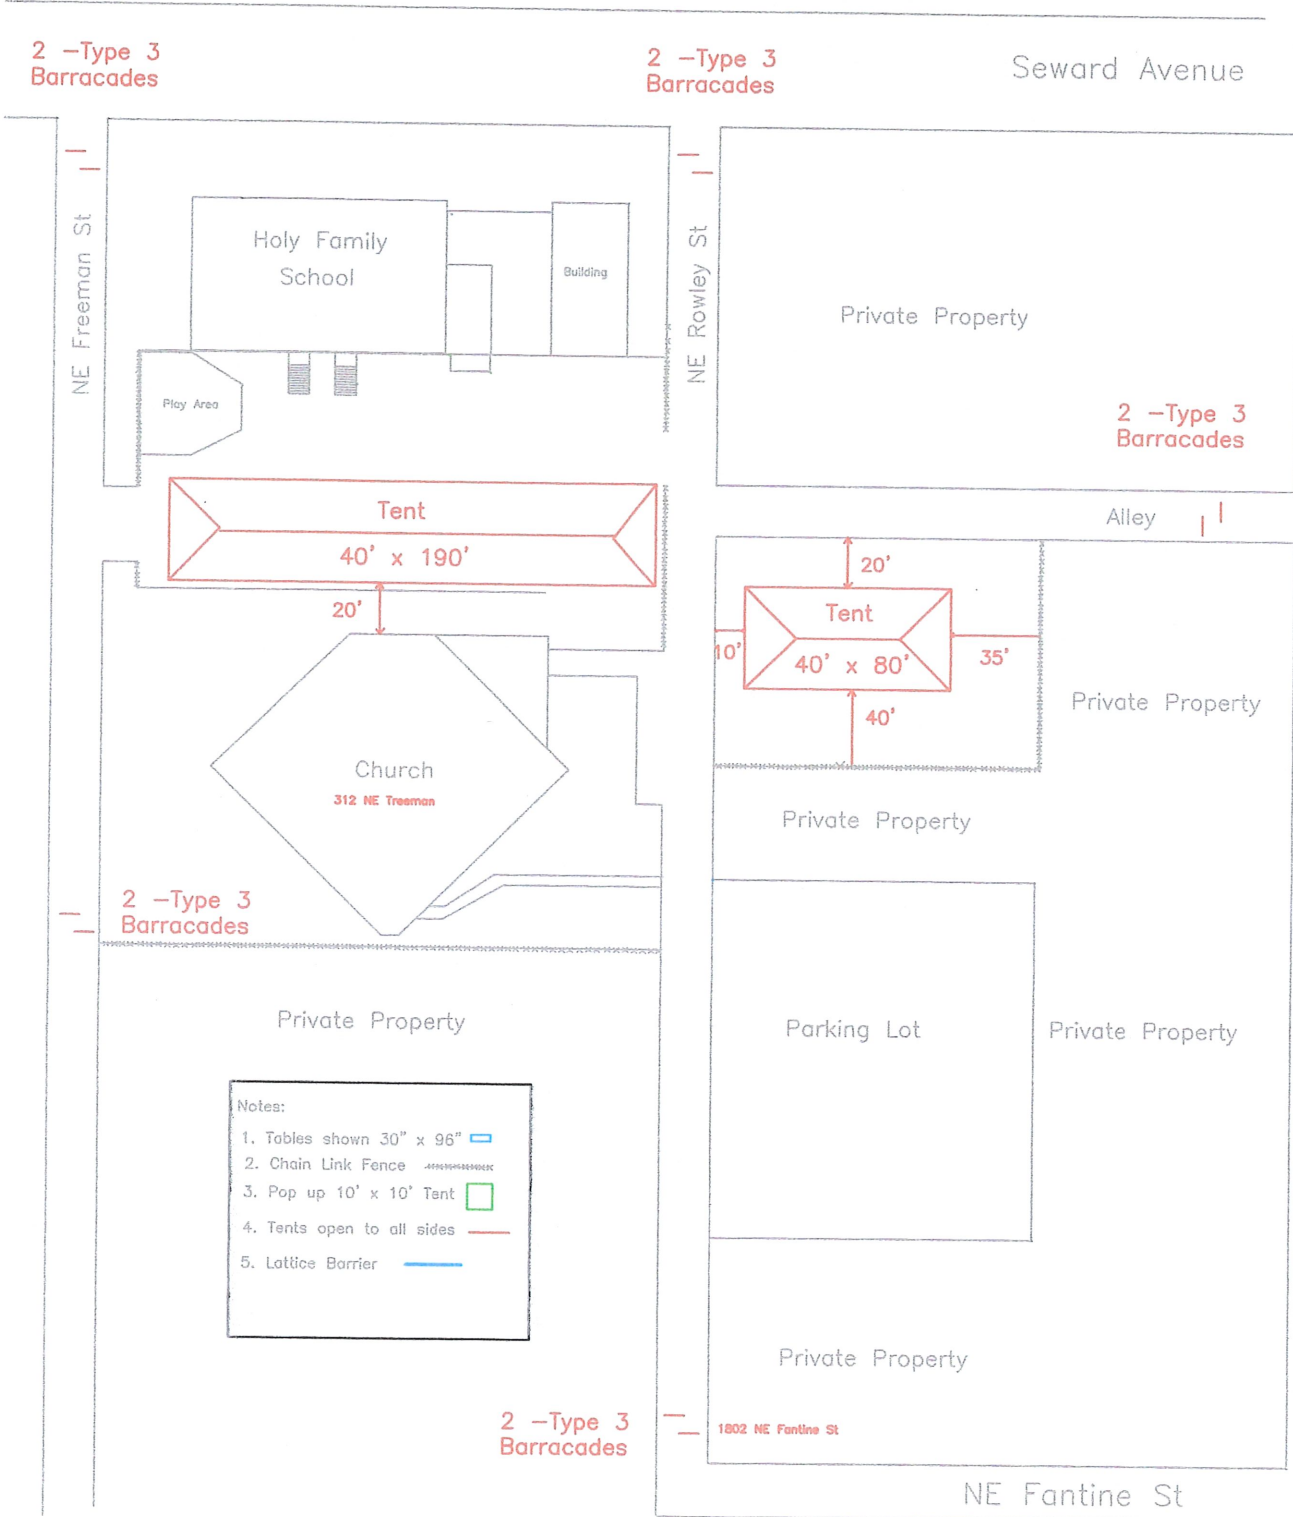 2 -Type 3
Barracades
2 -Type 3
Barracades
Seward Avenue
NE Freeman St
Holy Family
School
Building
NE Rowley St
Private Property
Play Area
2 -Type 3
Barracades
Tent
40' x 190'
20'
Alley
20'
Tent
10'
40' x 80'
35'
40'
Private Property
Church
312 NE Treeman
Private Property
2 -Type 3
Barracades
Private Property
Parking Lot
Private Property
Notes:
1. Tables shown 30" x 96"
2. Chain Link Fence
3. Pop up 10' x 10' Tent
4. Tents open to all sides
5. Lattice Barrier
Private Property
2 -Type 3
Barracades
1802 NE Fantine St
NE Fantine St